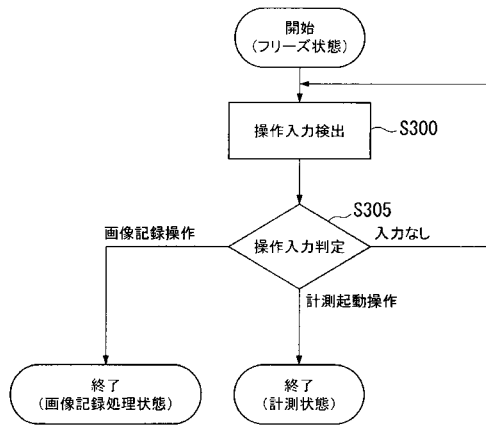 開始
(フリーズ状態)
操作入力検出
S300
S305
画像記録操作
操作入力判定
入力なし
計測起動操作
終了
(画像記録処理状態)
終了
(計測状態)